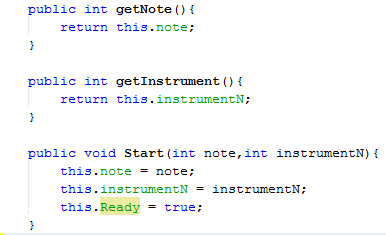 public int getNote(){
return this.note;
}
public int getInstrument(){
return this.instrumentN;
}
public void Start(int note,int instrumentN){
this.note = note;
this.instrumentN = instrumentN;
this.Ready = true;
}